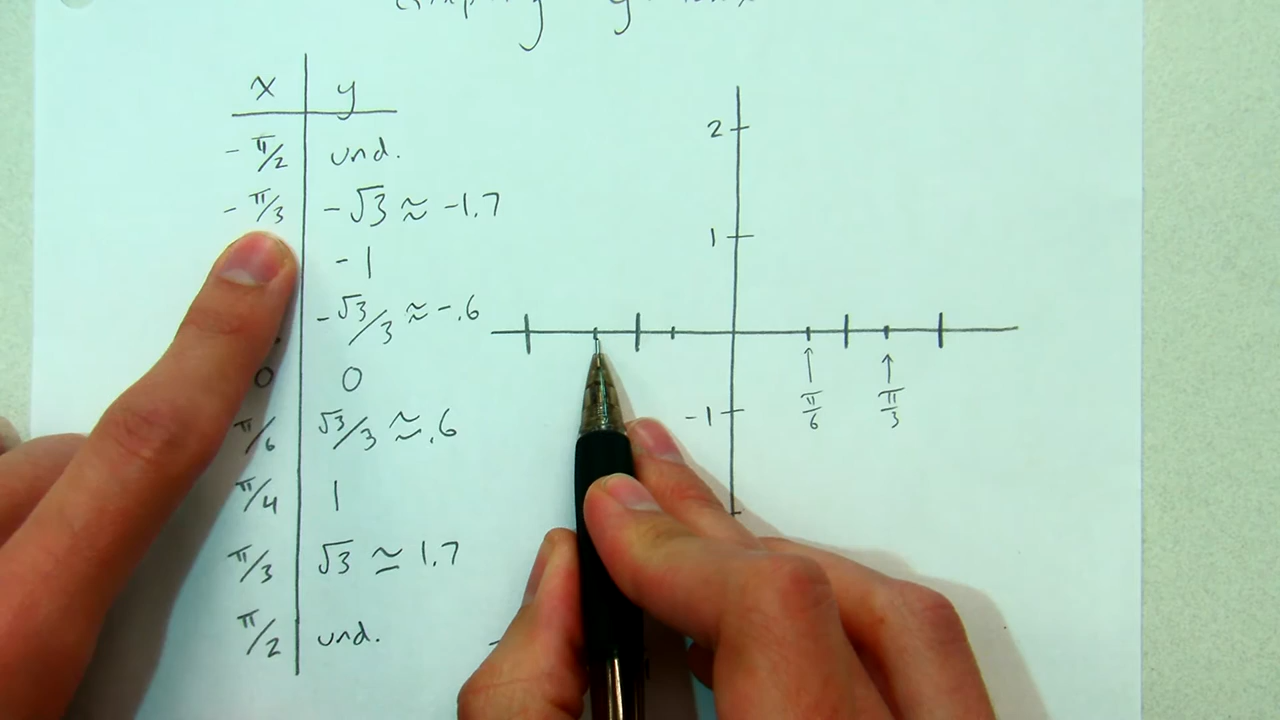 x y
-π/2 und.
-π/3 -√3 ≈ -1.7
-1
-√3/3 ≈ -.6
0 0
π/6 √3/3 ≈ .6
π/4 1
π/3 √3 ≃ 1.7
π/2 und.
2
1
-1
π/6 π/3